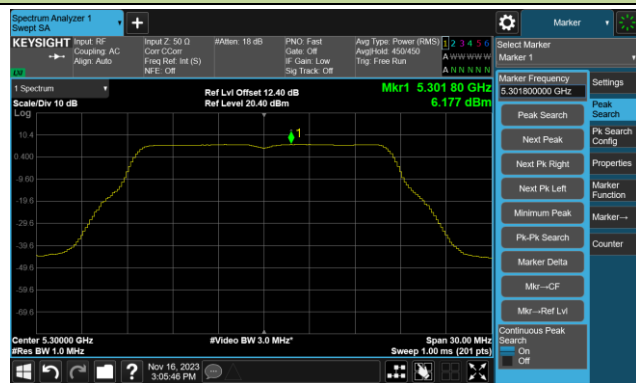 Spectrum Analyzer 1
Swept SA
+
Marker
KEYSIGHT
Input: RF
Coupling: AC
Align: Auto
Input Z: 50 Ω
Corr CCorr
Freq Ref: Int (S)
NFE: Off
#Atten: 18 dB
PNO: Fast
Gate: Off
IF Gain: Low
Sig Track: Off
Avg Type: Power (RMS)
Avg|Hold: 450/450
Trig: Free Run
1 2 3 4 5 6
A W W W W W
A N N N N N
LXI
Select Marker
Marker 1
1 Spectrum
Scale/Div 10 dB
Log
Ref Lvl Offset 12.40 dB
Ref Level 20.40 dBm
Mkr1 5.301 80 GHz
6.177 dBm
1
10.4
0.400
-9.60
-19.6
-29.6
-39.6
-49.6
-59.6
-69.6
Center 5.30000 GHz
#Res BW 1.0 MHz
#Video BW 3.0 MHz*
Span 30.00 MHz
Sweep 1.00 ms (201 pts)
Marker Frequency
5.301800000 GHz
Peak Search
Next Peak
Next Pk Right
Next Pk Left
Minimum Peak
Pk-Pk Search
Marker Delta
Mkr→CF
Mkr→Ref Lvl
Continuous Peak
Search
On
Off
Settings
Peak
Search
Pk Search
Config
Properties
Marker
Function
Marker→
Counter
?
Nov 16, 2023
3:05:46 PM